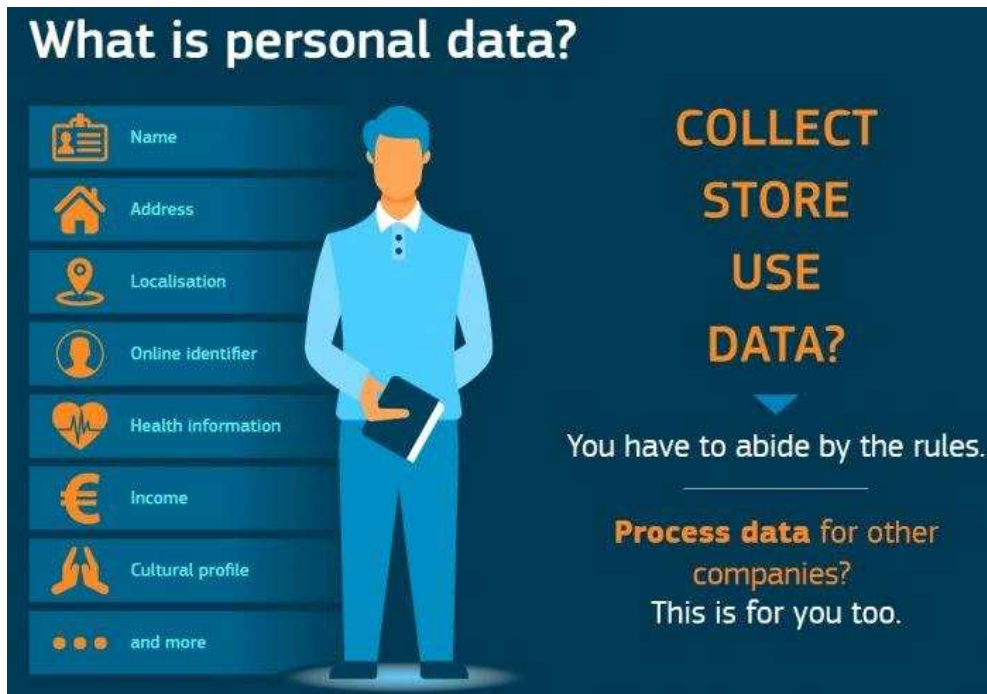 What is personal data?
Name
Address
Localisation
Online identifier
Health information
Income
Cultural profile
and more
COLLECT
STORE
USE
DATA?
You have to abide by the rules.
Process data for other
companies?
This is for you too.